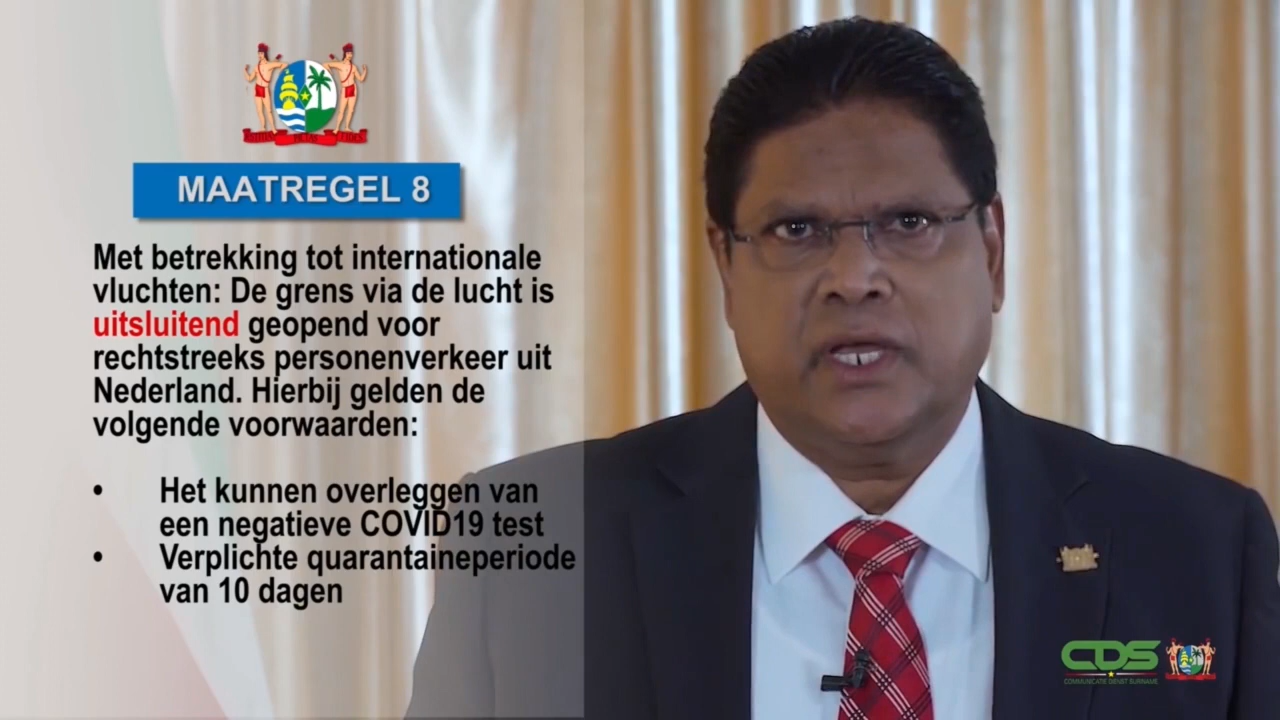 MAATREGEL 8
Met betrekking tot internationale
vluchten: De grens via de lucht is
uitsluitend geopend voor
rechtstreeks personenverkeer uit
Nederland. Hierbij gelden de
volgende voorwaarden:
• Het kunnen overleggen van
een negatieve COVID19 test
• Verplichte quarantaineperiode
van 10 dagen
CDS
COMMUNICATIE DIENST SURINAME